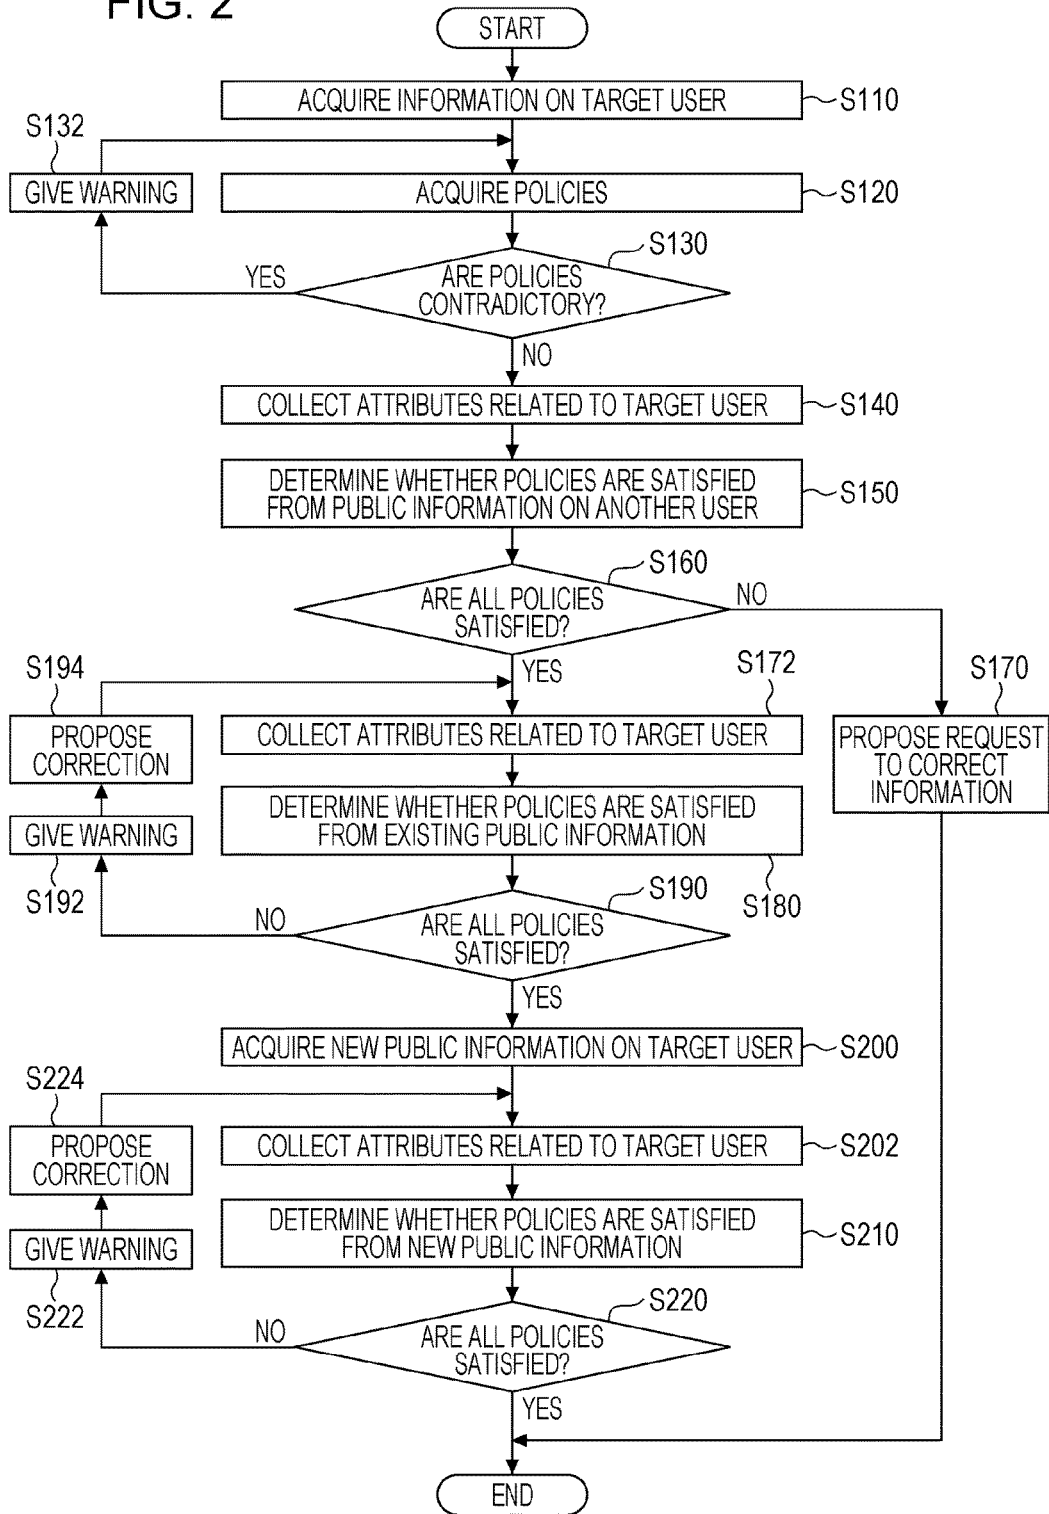 FIG. 2
START
ACQUIRE INFORMATION ON TARGET USER
S110
S132
GIVE WARNING
ACQUIRE POLICIES
S120
S130
YES
ARE POLICIES
CONTRADICTORY?
NO
COLLECT ATTRIBUTES RELATED TO TARGET USER
S140
DETERMINE WHETHER POLICIES ARE SATISFIED
FROM PUBLIC INFORMATION ON ANOTHER USER
S150
S160
NO
ARE ALL POLICIES
SATISFIED?
YES
S194
S172
S170
PROPOSE
CORRECTION
COLLECT ATTRIBUTES RELATED TO TARGET USER
PROPOSE REQUEST
TO CORRECT
INFORMATION
DETERMINE WHETHER POLICIES ARE SATISFIED
FROM EXISTING PUBLIC INFORMATION
GIVE WARNING
S192
S190
S180
NO
ARE ALL POLICIES
SATISFIED?
YES
ACQUIRE NEW PUBLIC INFORMATION ON TARGET USER
S200
S224
PROPOSE
CORRECTION
COLLECT ATTRIBUTES RELATED TO TARGET USER
S202
DETERMINE WHETHER POLICIES ARE SATISFIED
FROM NEW PUBLIC INFORMATION
S210
GIVE WARNING
S222
S220
NO
ARE ALL POLICIES
SATISFIED?
YES
END